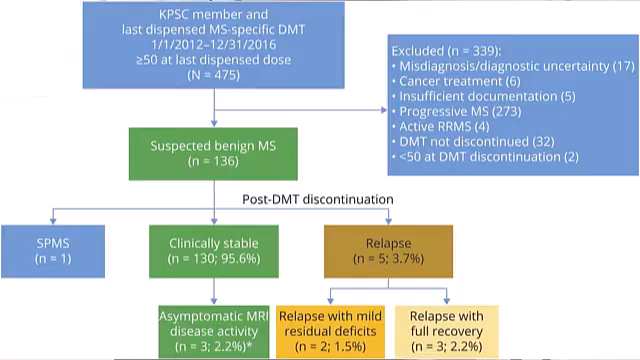 KPSC member and
last dispensed MS-specific DMT
1/1/2012–12/31/2016
≥50 at last dispensed dose
(N = 475)
Excluded (n = 339):
• Misdiagnosis/diagnostic uncertainty (17)
• Cancer treatment (6)
• Insufficient documentation (5)
• Progressive MS (273)
• Active RRMS (4)
• DMT not discontinued (32)
• <50 at DMT discontinuation (2)
Suspected benign MS
(n = 136)
Post-DMT discontinuation
SPMS
(n = 1)
Clinically stable
(n = 130; 95.6%)
Relapse
(n = 5; 3.7%)
Asymptomatic MRI
disease activity
(n = 3; 2.2%)*
Relapse with mild
residual deficits
(n = 2; 1.5%)
Relapse with
full recovery
(n = 3; 2.2%)